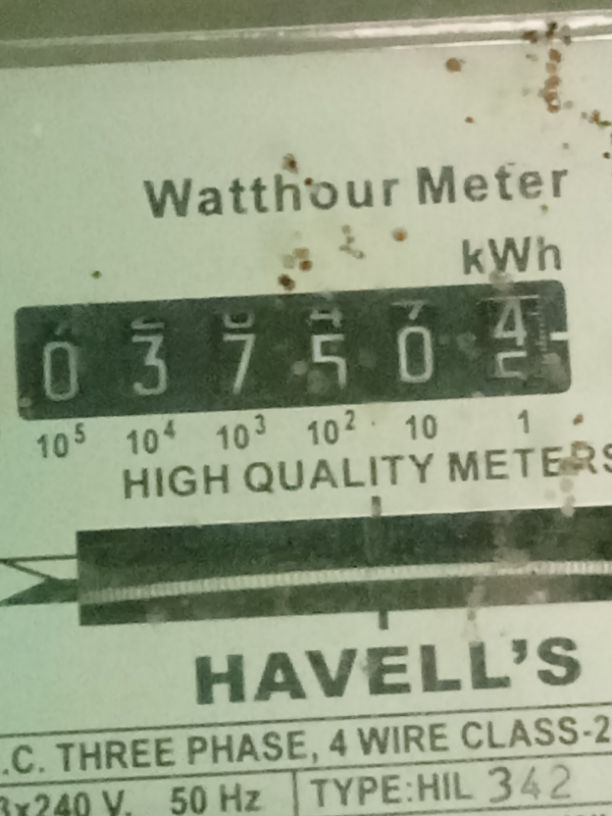 Watthour Meter
kWh
0 3 7 5 0 4
10⁵ 10⁴ 10³ 10² 10 1
HIGH QUALITY METERS
HAVELL'S
.C. THREE PHASE, 4 WIRE CLASS-2
3x240 V. 50 Hz TYPE:HIL 342